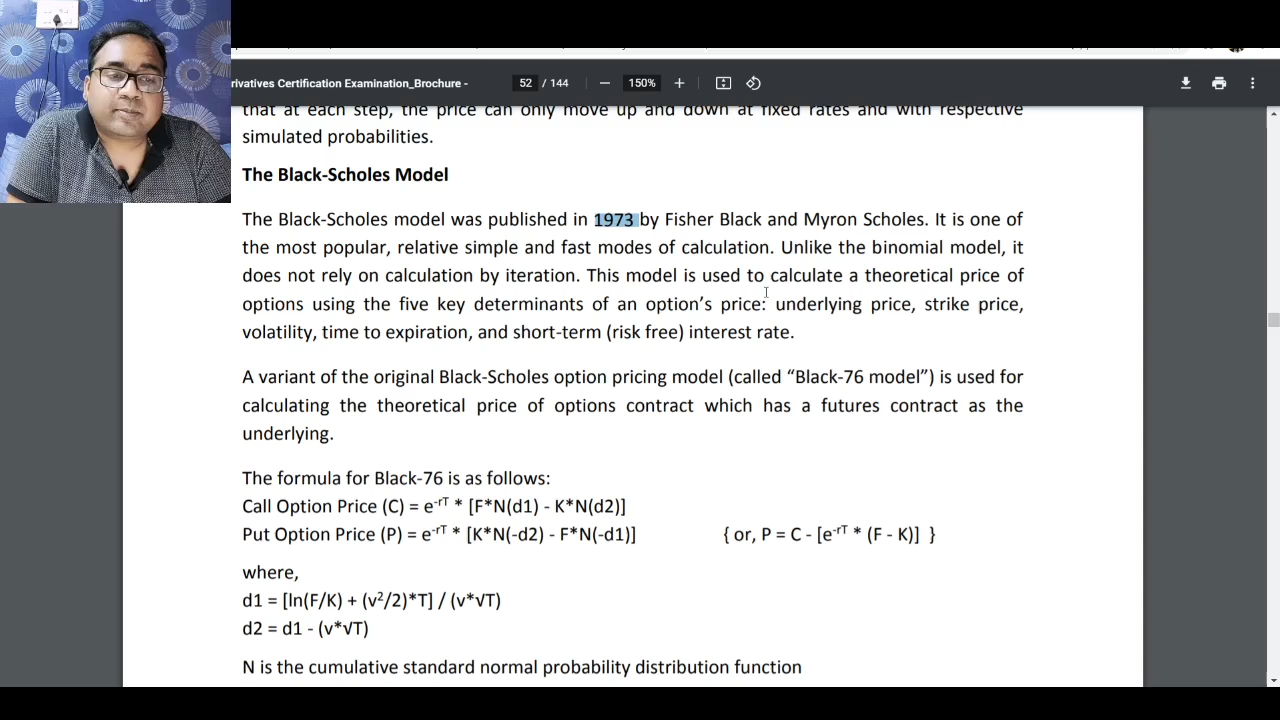 rivatives Certification Examination_Brochure -
52 / 144
150%
that at each step, the price can only move up and down at fixed rates and with respective
simulated probabilities.
The Black-Scholes Model
The Black-Scholes model was published in 1973 by Fisher Black and Myron Scholes. It is one of
the most popular, relative simple and fast modes of calculation. Unlike the binomial model, it
does not rely on calculation by iteration. This model is used to calculate a theoretical price of
options using the five key determinants of an option’s price: underlying price, strike price,
volatility, time to expiration, and short-term (risk free) interest rate.
A variant of the original Black-Scholes option pricing model (called “Black-76 model”) is used for
calculating the theoretical price of options contract which has a futures contract as the
underlying.
The formula for Black-76 is as follows:
Call Option Price (C) = e⁻ʳᵀ * [F*N(d1) - K*N(d2)]
Put Option Price (P) = e⁻ʳᵀ * [K*N(-d2) - F*N(-d1)] { or, P = C - [e⁻ʳᵀ * (F - K)] }
where,
d1 = [ln(F/K) + (v²/2)*T] / (v*√T)
d2 = d1 - (v*√T)
N is the cumulative standard normal probability distribution function